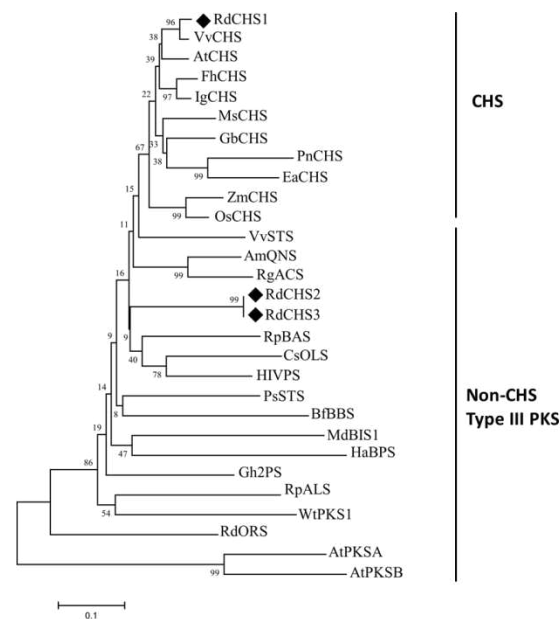 96
RdCHS1
38
VvCHS
39
AtCHS
FhCHS
22
97
IgCHS
CHS
MsCHS
33
GbCHS
67
38
PnCHS
99
EaCHS
15
ZmCHS
99
OsCHS
11
VvSTS
AmQNS
16
99
RgACS
99
RdCHS2
RdCHS3
9
9
RpBAS
40
CsOLS
78
HIVPS
14
PsSTS
Non-CHS
Type III PKS
8
BfBBS
19
MdBIS1
47
HaBPS
86
Gh2PS
RpALS
54
WtPKS1
RdORS
AtPKSA
99
AtPKSB
0.1